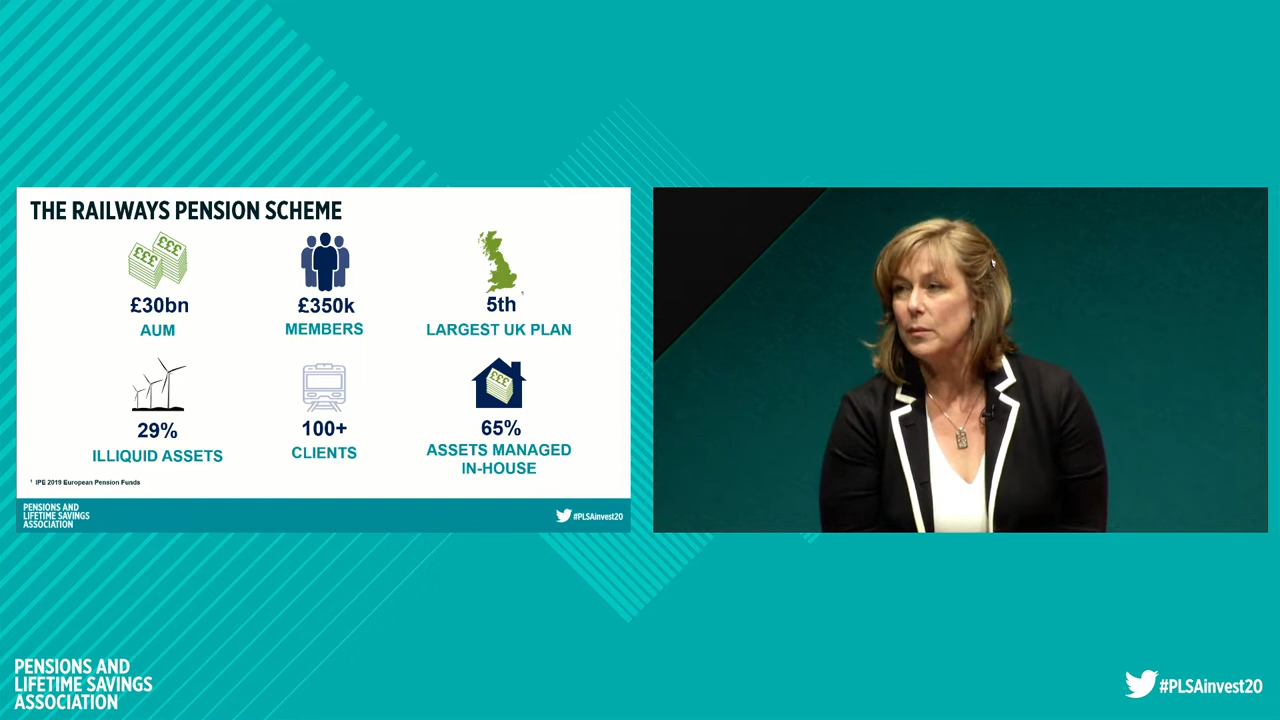 THE RAILWAYS PENSION SCHEME
£££
£££
£30bn
AUM
£350k
MEMBERS
1
5th
LARGEST UK PLAN
29%
ILLIQUID ASSETS
100+
CLIENTS
£££
65%
ASSETS MANAGED
IN-HOUSE
1 IPE 2019 European Pension Funds
PENSIONS AND
LIFETIME SAVINGS
ASSOCIATION
#PLSAinvest20
PENSIONS AND
LIFETIME SAVINGS
ASSOCIATION
#PLSAinvest20